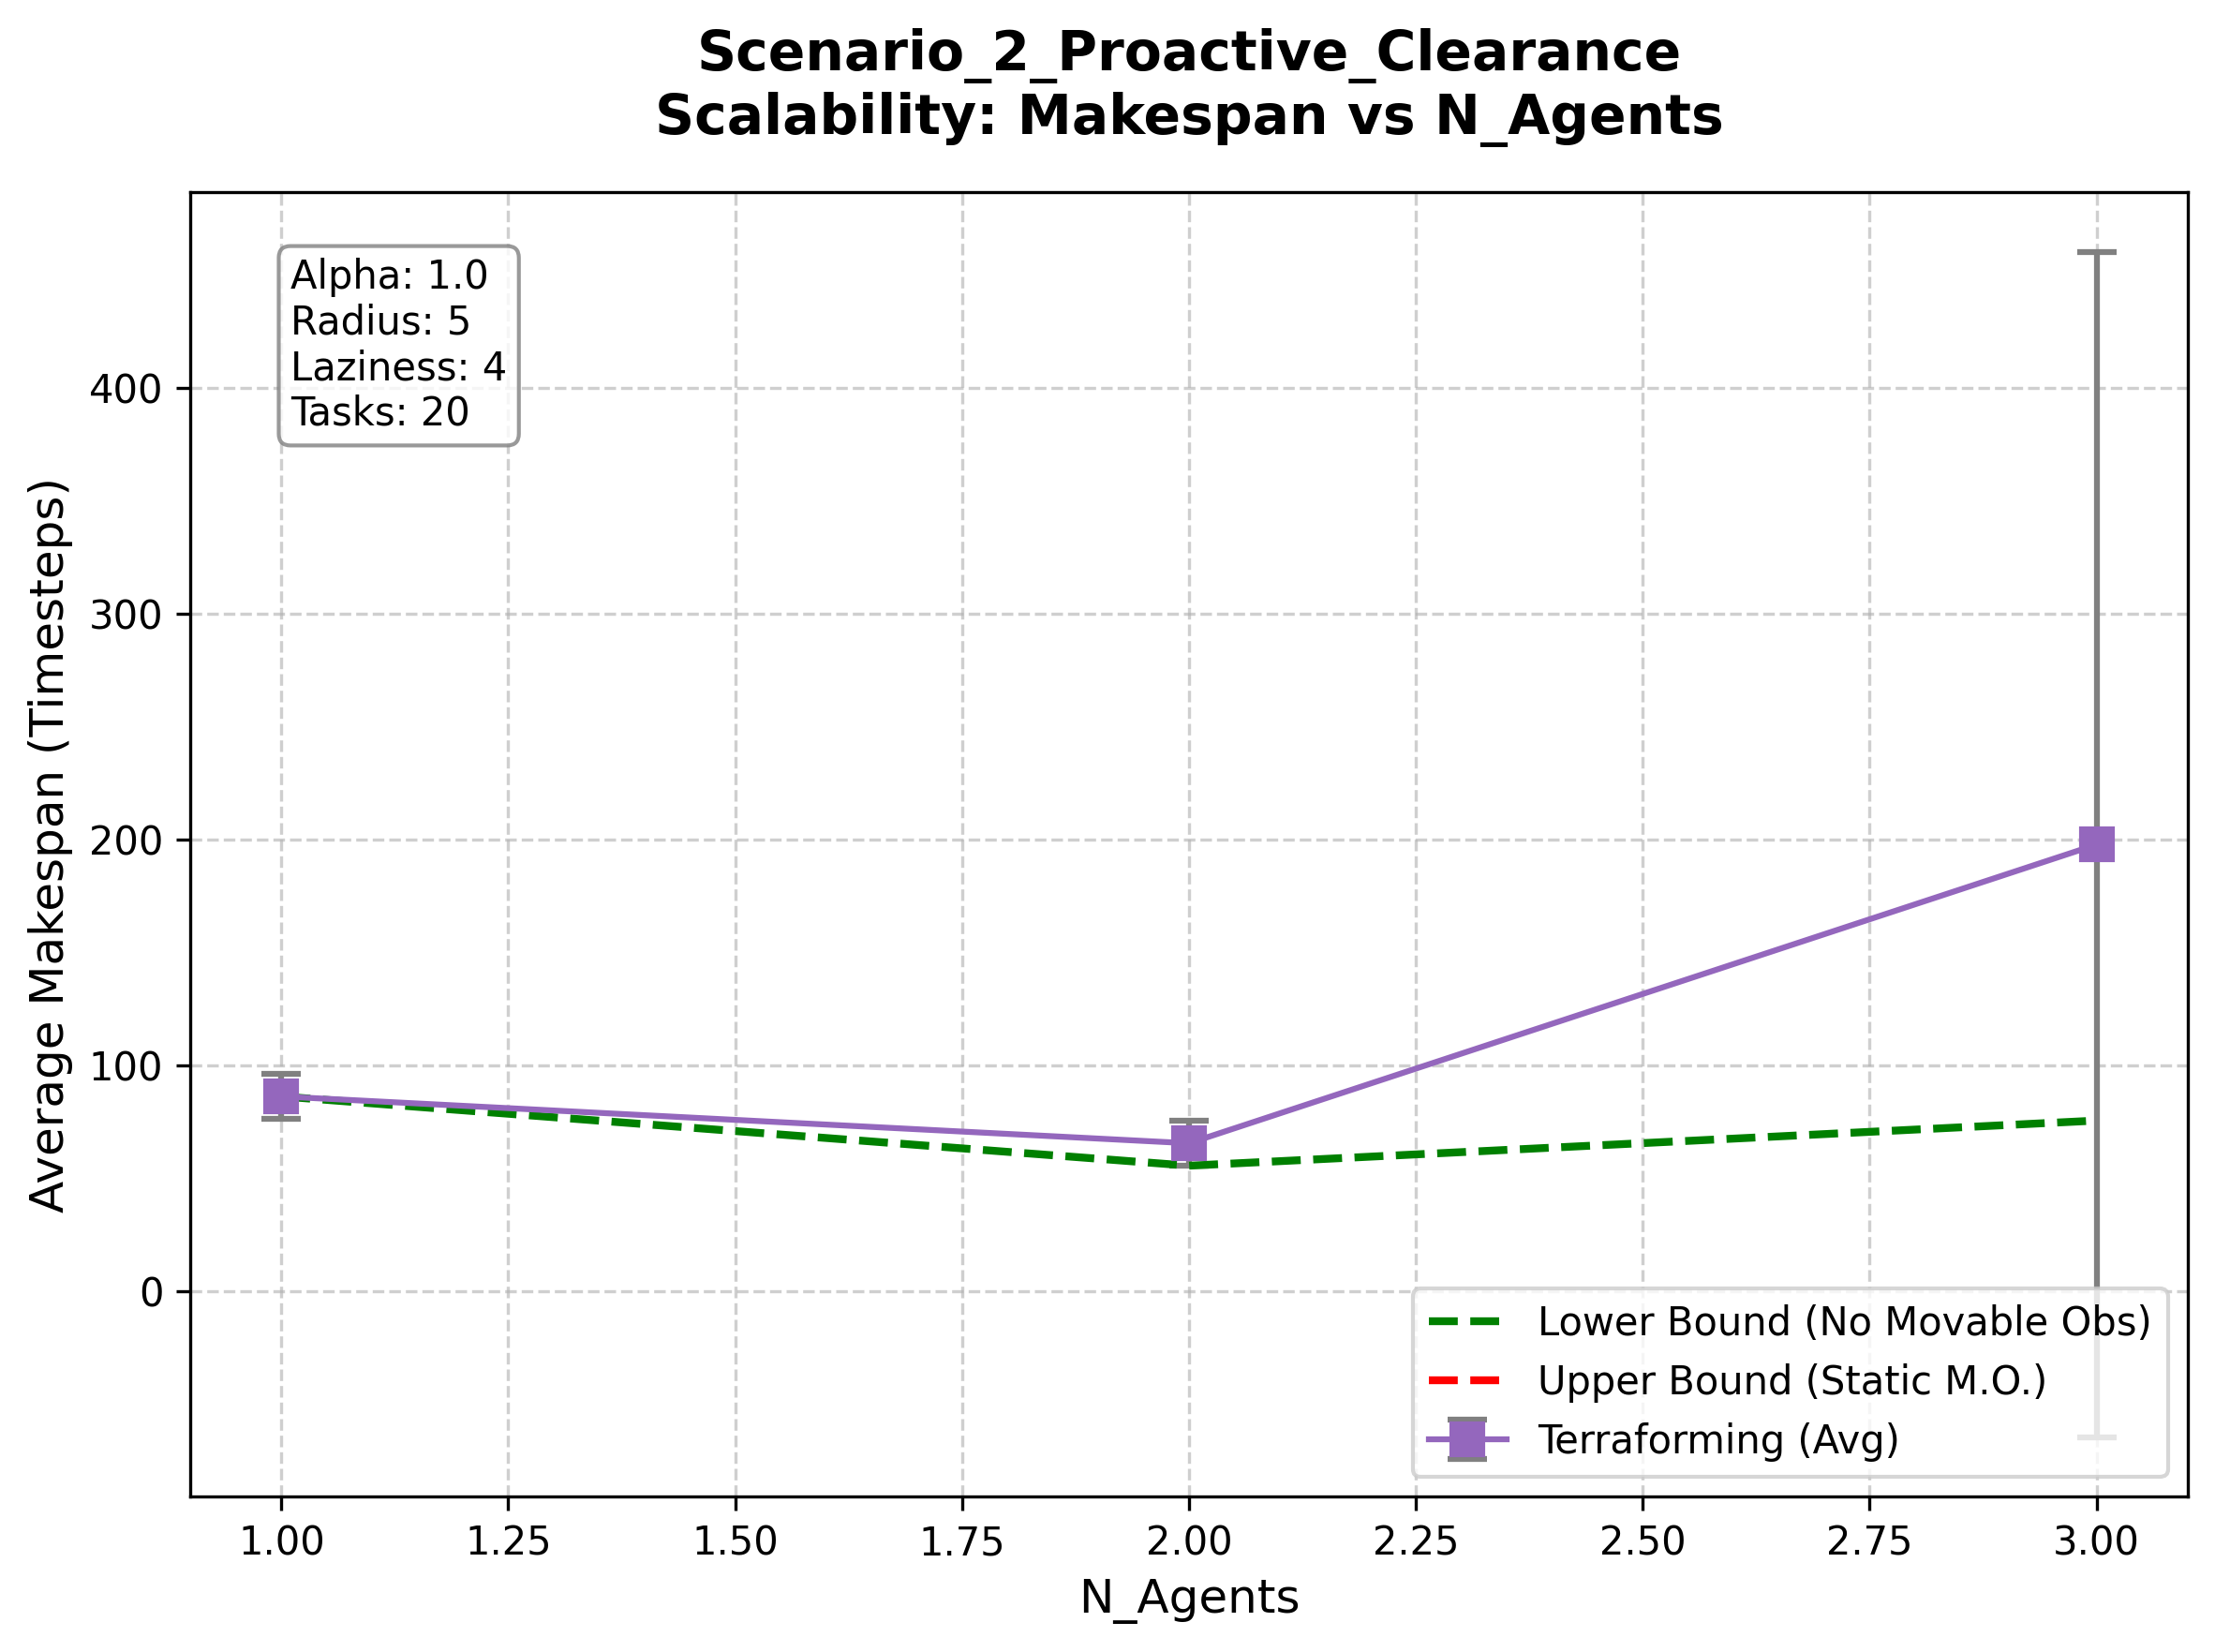 Scenario_2_Proactive_Clearance
Scalability: Makespan vs N_Agents
Alpha: 1.0
Radius: 5
Laziness: 4
Tasks: 20
Average Makespan (Timesteps)
400
300
200
100
0
Lower Bound (No Movable Obs)
Upper Bound (Static M.O.)
Terraforming (Avg)
1.00 1.25 1.50 1.75 2.00 2.25 2.50 2.75 3.00
N_Agents